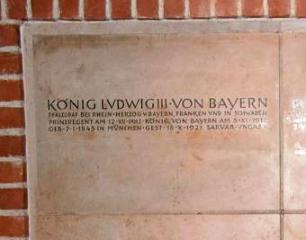 KÖNIG LVDWIG III · VON BAYERN
PFALZGRAF BEI RHEIN · HERZOG V BAYERN FRANKEN VND IN SCHWABEN
PRINZREGENT AM 12 · XII · 1912 · KÖNIG VON BAYERN AM 5 · XI · 1913
GEB · 7 · I · 1845 IN MÜNCHEN · GEST · 18 · X · 1921 SARVAR · VNGARN